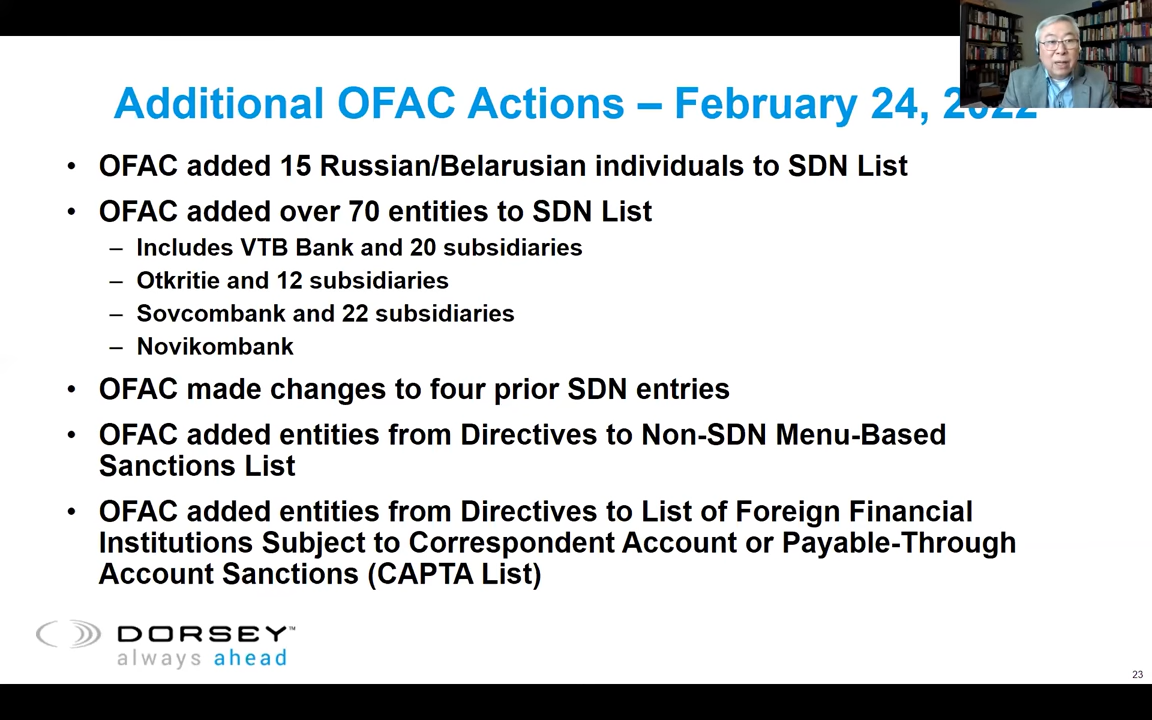 Additional OFAC Actions – February 24, 2022
• OFAC added 15 Russian/Belarusian individuals to SDN List
• OFAC added over 70 entities to SDN List
– Includes VTB Bank and 20 subsidiaries
– Otkritie and 12 subsidiaries
– Sovcombank and 22 subsidiaries
– Novikombank
• OFAC made changes to four prior SDN entries
• OFAC added entities from Directives to Non-SDN Menu-Based
Sanctions List
• OFAC added entities from Directives to List of Foreign Financial
Institutions Subject to Correspondent Account or Payable-Through
Account Sanctions (CAPTA List)
DORSEY™
always ahead
23